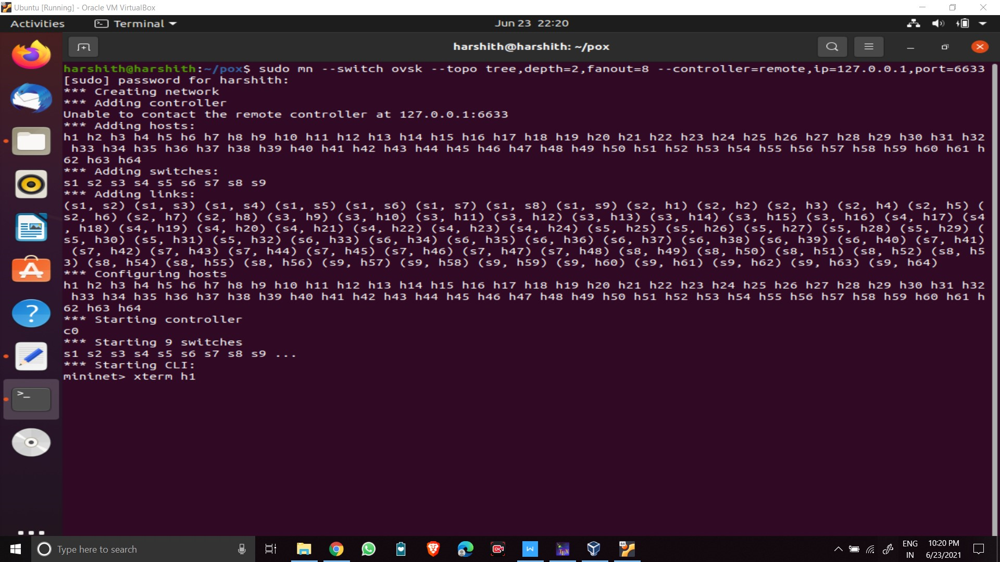 Ubuntu [Running] - Oracle VM VirtualBox
Activities Terminal Jun 23 22:20
harshith@harshith: ~/pox
harshith@harshith:~/pox$ sudo mn --switch ovsk --topo tree,depth=2,fanout=8 --controller=remote,ip=127.0.0.1,port=6633
[sudo] password for harshith:
*** Creating network
*** Adding controller
Unable to contact the remote controller at 127.0.0.1:6633
*** Adding hosts:
h1 h2 h3 h4 h5 h6 h7 h8 h9 h10 h11 h12 h13 h14 h15 h16 h17 h18 h19 h20 h21 h22 h23 h24 h25 h26 h27 h28 h29 h30 h31 h32
 h33 h34 h35 h36 h37 h38 h39 h40 h41 h42 h43 h44 h45 h46 h47 h48 h49 h50 h51 h52 h53 h54 h55 h56 h57 h58 h59 h60 h61 h
62 h63 h64
*** Adding switches:
s1 s2 s3 s4 s5 s6 s7 s8 s9
*** Adding links:
(s1, s2) (s1, s3) (s1, s4) (s1, s5) (s1, s6) (s1, s7) (s1, s8) (s1, s9) (s2, h1) (s2, h2) (s2, h3) (s2, h4) (s2, h5) (
s2, h6) (s2, h7) (s2, h8) (s3, h9) (s3, h10) (s3, h11) (s3, h12) (s3, h13) (s3, h14) (s3, h15) (s3, h16) (s4, h17) (s4
, h18) (s4, h19) (s4, h20) (s4, h21) (s4, h22) (s4, h23) (s4, h24) (s5, h25) (s5, h26) (s5, h27) (s5, h28) (s5, h29) (
s5, h30) (s5, h31) (s5, h32) (s6, h33) (s6, h34) (s6, h35) (s6, h36) (s6, h37) (s6, h38) (s6, h39) (s6, h40) (s7, h41)
 (s7, h42) (s7, h43) (s7, h44) (s7, h45) (s7, h46) (s7, h47) (s7, h48) (s8, h49) (s8, h50) (s8, h51) (s8, h52) (s8, h5
3) (s8, h54) (s8, h55) (s8, h56) (s9, h57) (s9, h58) (s9, h59) (s9, h60) (s9, h61) (s9, h62) (s9, h63) (s9, h64)
*** Configuring hosts
h1 h2 h3 h4 h5 h6 h7 h8 h9 h10 h11 h12 h13 h14 h15 h16 h17 h18 h19 h20 h21 h22 h23 h24 h25 h26 h27 h28 h29 h30 h31 h32
 h33 h34 h35 h36 h37 h38 h39 h40 h41 h42 h43 h44 h45 h46 h47 h48 h49 h50 h51 h52 h53 h54 h55 h56 h57 h58 h59 h60 h61 h
62 h63 h64
*** Starting controller
c0
*** Starting 9 switches
s1 s2 s3 s4 s5 s6 s7 s8 s9 ...
*** Starting CLI:
mininet> xterm h1
Type here to search
ENG
IN
10:20 PM
6/23/2021